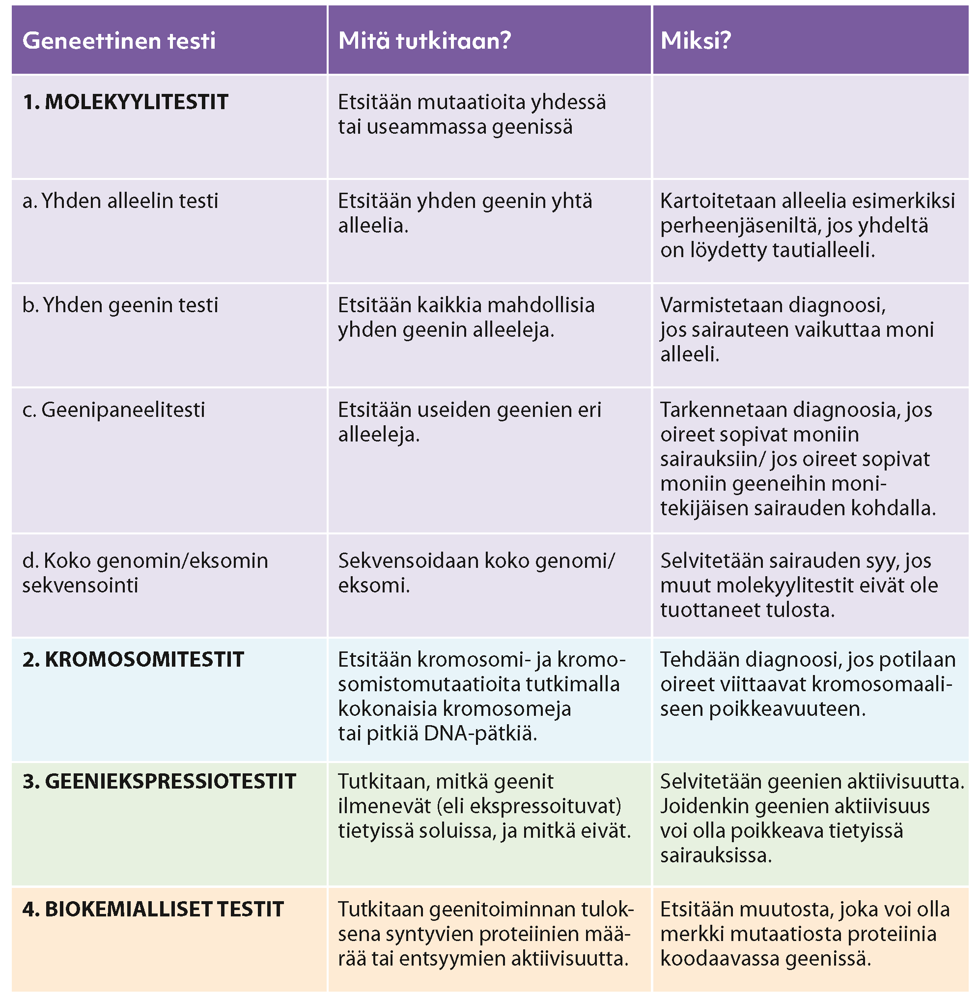 Geneettinen testi
Mitä tutkitaan?
Miksi?
1. MOLEKYYLITESTIT
Etsitään mutaatioita yhdessä
tai useammassa geenissä
a. Yhden alleelin testi
Etsitään yhden geenin yhtä
alleelia.
Kartoitetaan alleelia esimerkiksi
perheenjäseniltä, jos yhdeltä
on löydetty tautialleeli.
b. Yhden geenin testi
Etsitään kaikkia mahdollisia
yhden geenin alleeleja.
Varmistetaan diagnoosi,
jos sairauteen vaikuttaa moni
alleeli.
c. Geenipaneelitesti
Etsitään useiden geenien eri
alleeleja.
Tarkennetaan diagnoosia, jos
oireet sopivat moniin
sairauksiin/ jos oireet sopivat
moniin geeneihin moni-
tekijäisen sairauden kohdalla.
d. Koko genomin/eksomin
sekvensointi
Sekvensoidaan koko genomi/
eksomi.
Selvitetään sairauden syy, jos
muut molekyylitestit eivät ole
tuottaneet tulosta.
2. KROMOSOMITESTIT
Etsitään kromosomi- ja kromo-
somistomutaatioita tutkimalla
kokonaisia kromosomeja
tai pitkiä DNA-pätkiä.
Tehdään diagnoosi, jos potilaan
oireet viittaavat kromosomaali-
seen poikkeavuuteen.
3. GEENIEKSPRESSIOTESTIT
Tutkitaan, mitkä geenit
ilmenevät (eli ekspressoituvat)
tietyissä soluissa, ja mitkä eivät.
Selvitetään geenien aktiivisuutta.
Joidenkin geenien aktiivisuus
voi olla poikkeava tietyissä
sairauksissa.
4. BIOKEMIALLISET TESTIT
Tutkitaan geenitoiminnan tulok-
sena syntyvien proteiinien mää-
rää tai entsyymien aktiivisuutta.
Etsitään muutosta, joka voi olla
merkki mutaatiosta proteiinia
koodaavassa geenissä.